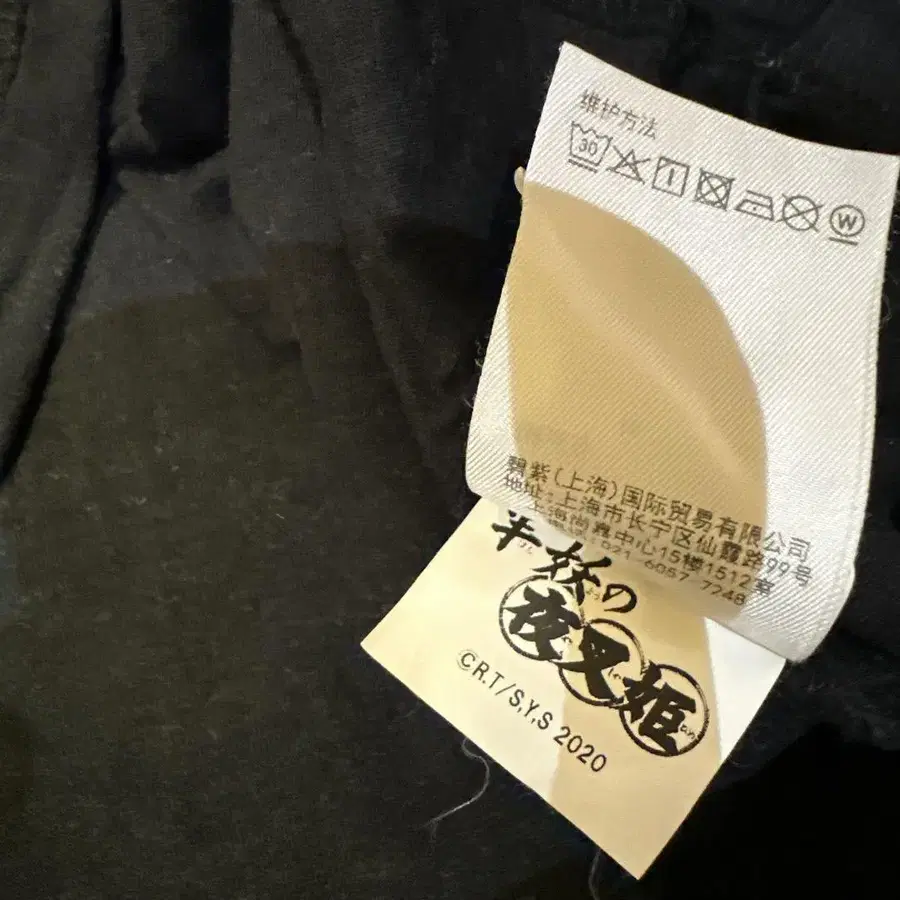 维护方法
30
W
碧紫(上海)国际贸易有限公司
地址:上海市长宁区仙霞路99号
上海尚嘉中心15楼1512室
021-6057 7248
半妖の
夜叉姫
©R.T/S,Y,S 2020